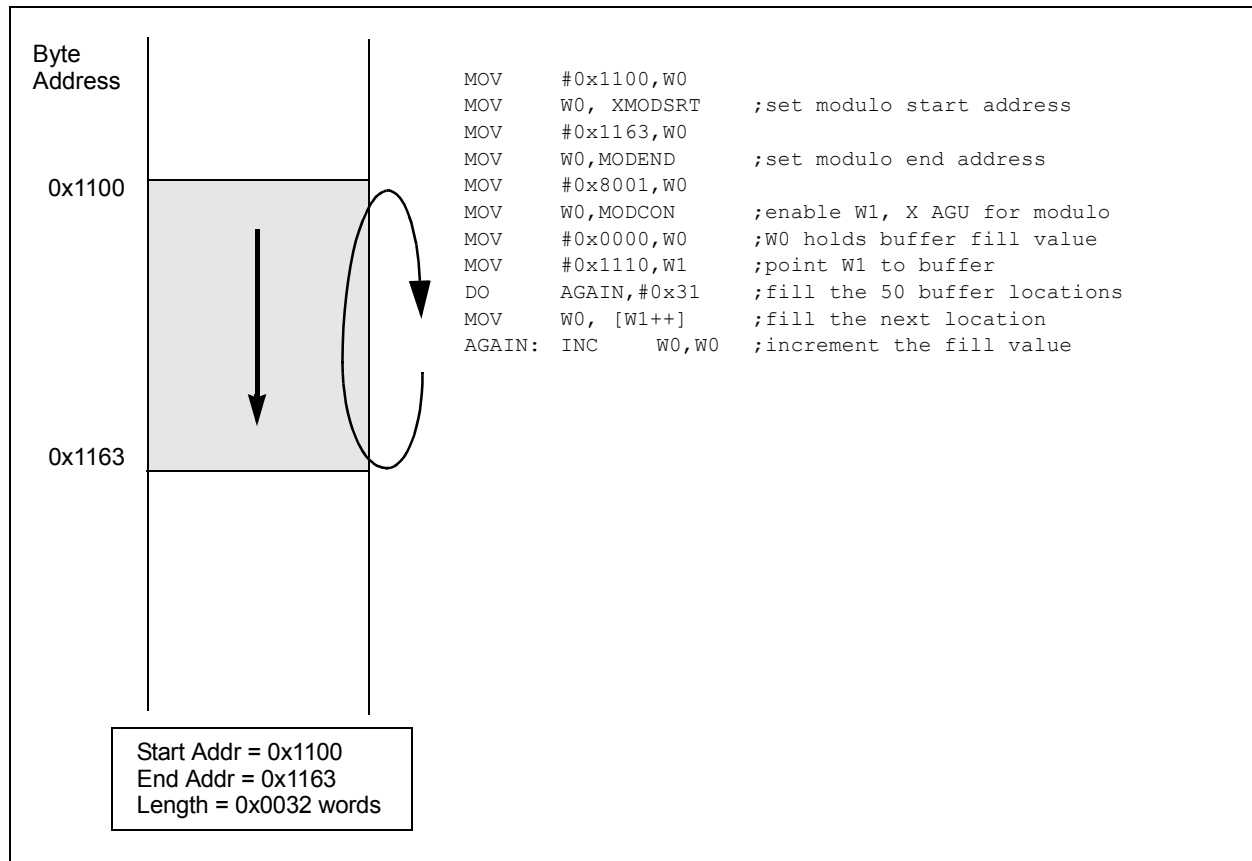 Byte
Address
0x1100
0x1163
MOV #0x1100,W0
MOV W0, XMODSRT ;set modulo start address
MOV #0x1163,W0
MOV W0,MODEND ;set modulo end address
MOV #0x8001,W0
MOV W0,MODCON ;enable W1, X AGU for modulo
MOV #0x0000,W0 ;W0 holds buffer fill value
MOV #0x1110,W1 ;point W1 to buffer
DO AGAIN,#0x31 ;fill the 50 buffer locations
MOV W0, [W1++] ;fill the next location
AGAIN: INC W0,W0 ;increment the fill value
Start Addr = 0x1100
End Addr = 0x1163
Length = 0x0032 words